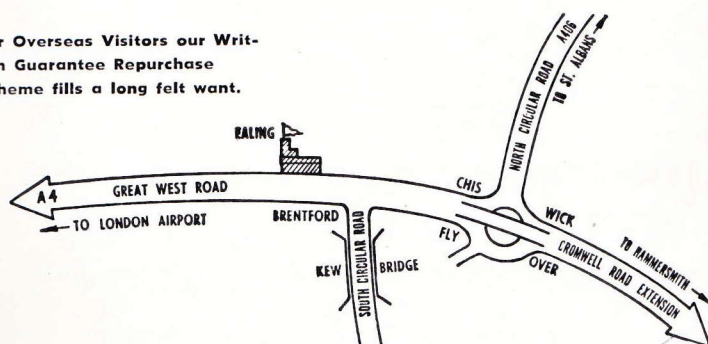 r Overseas Visitors our Writ-
n Guarantee Repurchase
heme fills a long felt want.
EALING
A4
GREAT WEST ROAD
TO LONDON AIRPORT
BRENTFORD
KEW
BRIDGE
SOUTH CIRCULAR ROAD
CHIS
WICK
FLY
OVER
NORTH CIRCULAR ROAD A406
TO ST. ALBANS
CROMWELL ROAD EXTENSION
TO HAMMERSMITH